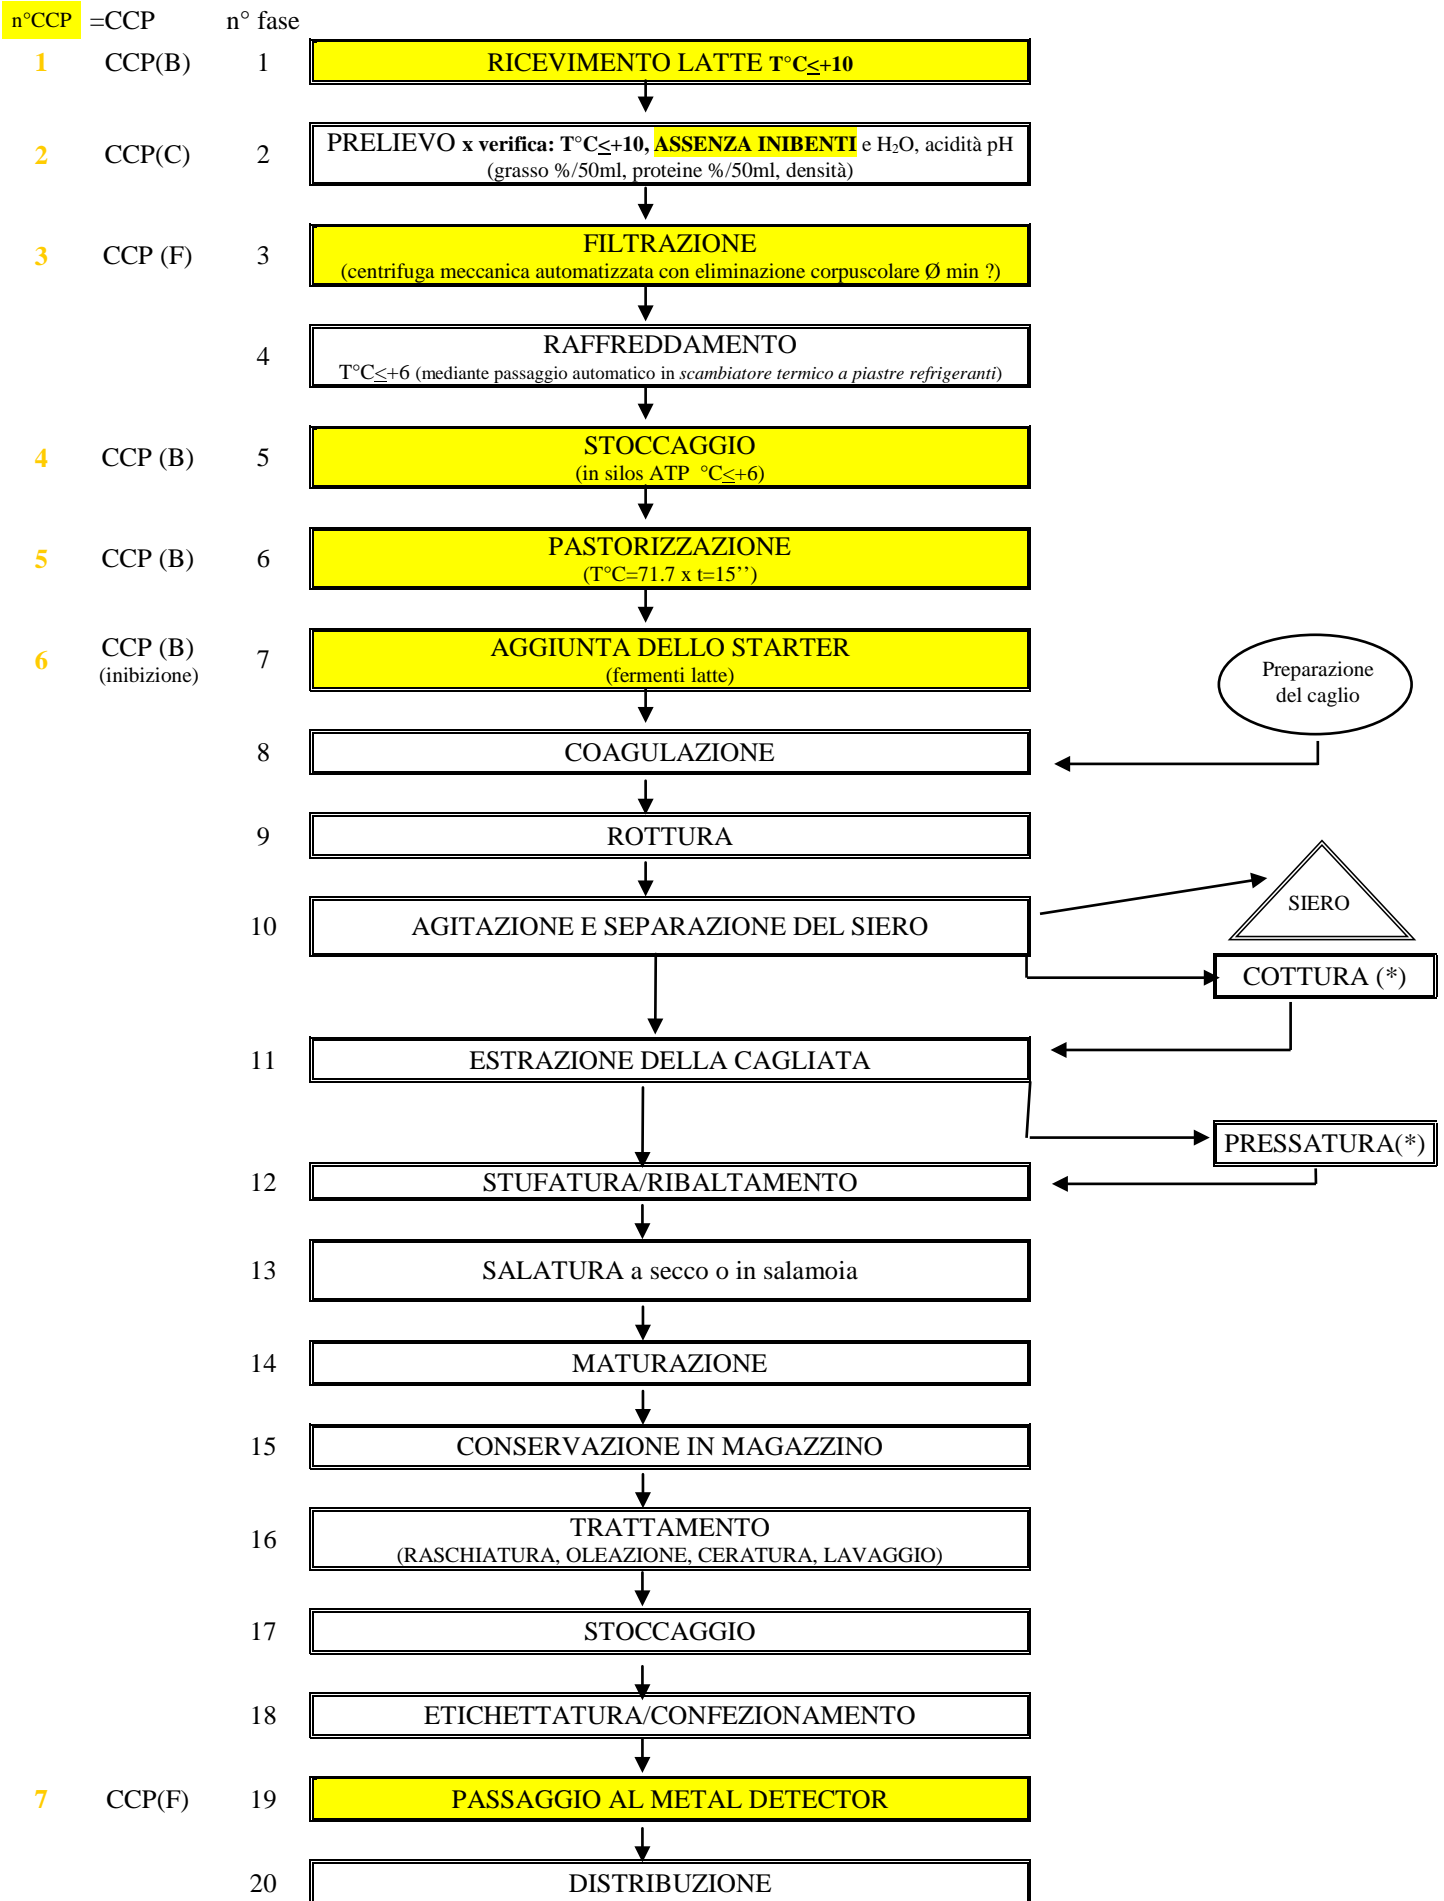 n°CCP =CCP n° fase
1 CCP(B) 1 RICEVIMENTO LATTE T°C≤+10
2 CCP(C) 2 PRELIEVO x verifica: T°C≤+10, ASSENZA INIBENTI e H₂O, acidità pH
(grasso %/50ml, proteine %/50ml, densità)
3 CCP (F) 3 FILTRAZIONE
(centrifuga meccanica automatizzata con eliminazione corpuscolare Ø min ?)
4 RAFFREDDAMENTO
T°C≤+6 (mediante passaggio automatico in scambiatore termico a piastre refrigeranti)
4 CCP (B) 5 STOCCAGGIO
(in silos ATP °C≤+6)
5 CCP (B) 6 PASTORIZZAZIONE
(T°C=71.7 x t=15’’)
6 CCP (B) 7 AGGIUNTA DELLO STARTER
(inibizione) (fermenti latte)
Preparazione
del caglio
8 COAGULAZIONE
9 ROTTURA
10 AGITAZIONE E SEPARAZIONE DEL SIERO
SIERO
COTTURA (*)
11 ESTRAZIONE DELLA CAGLIATA
PRESSATURA(*)
12 STUFATURA/RIBALTAMENTO
13 SALATURA a secco o in salamoia
14 MATURAZIONE
15 CONSERVAZIONE IN MAGAZZINO
16 TRATTAMENTO
(RASCHIATURA, OLEAZIONE, CERATURA, LAVAGGIO)
17 STOCCAGGIO
18 ETICHETTATURA/CONFEZIONAMENTO
7 CCP(F) 19 PASSAGGIO AL METAL DETECTOR
20 DISTRIBUZIONE